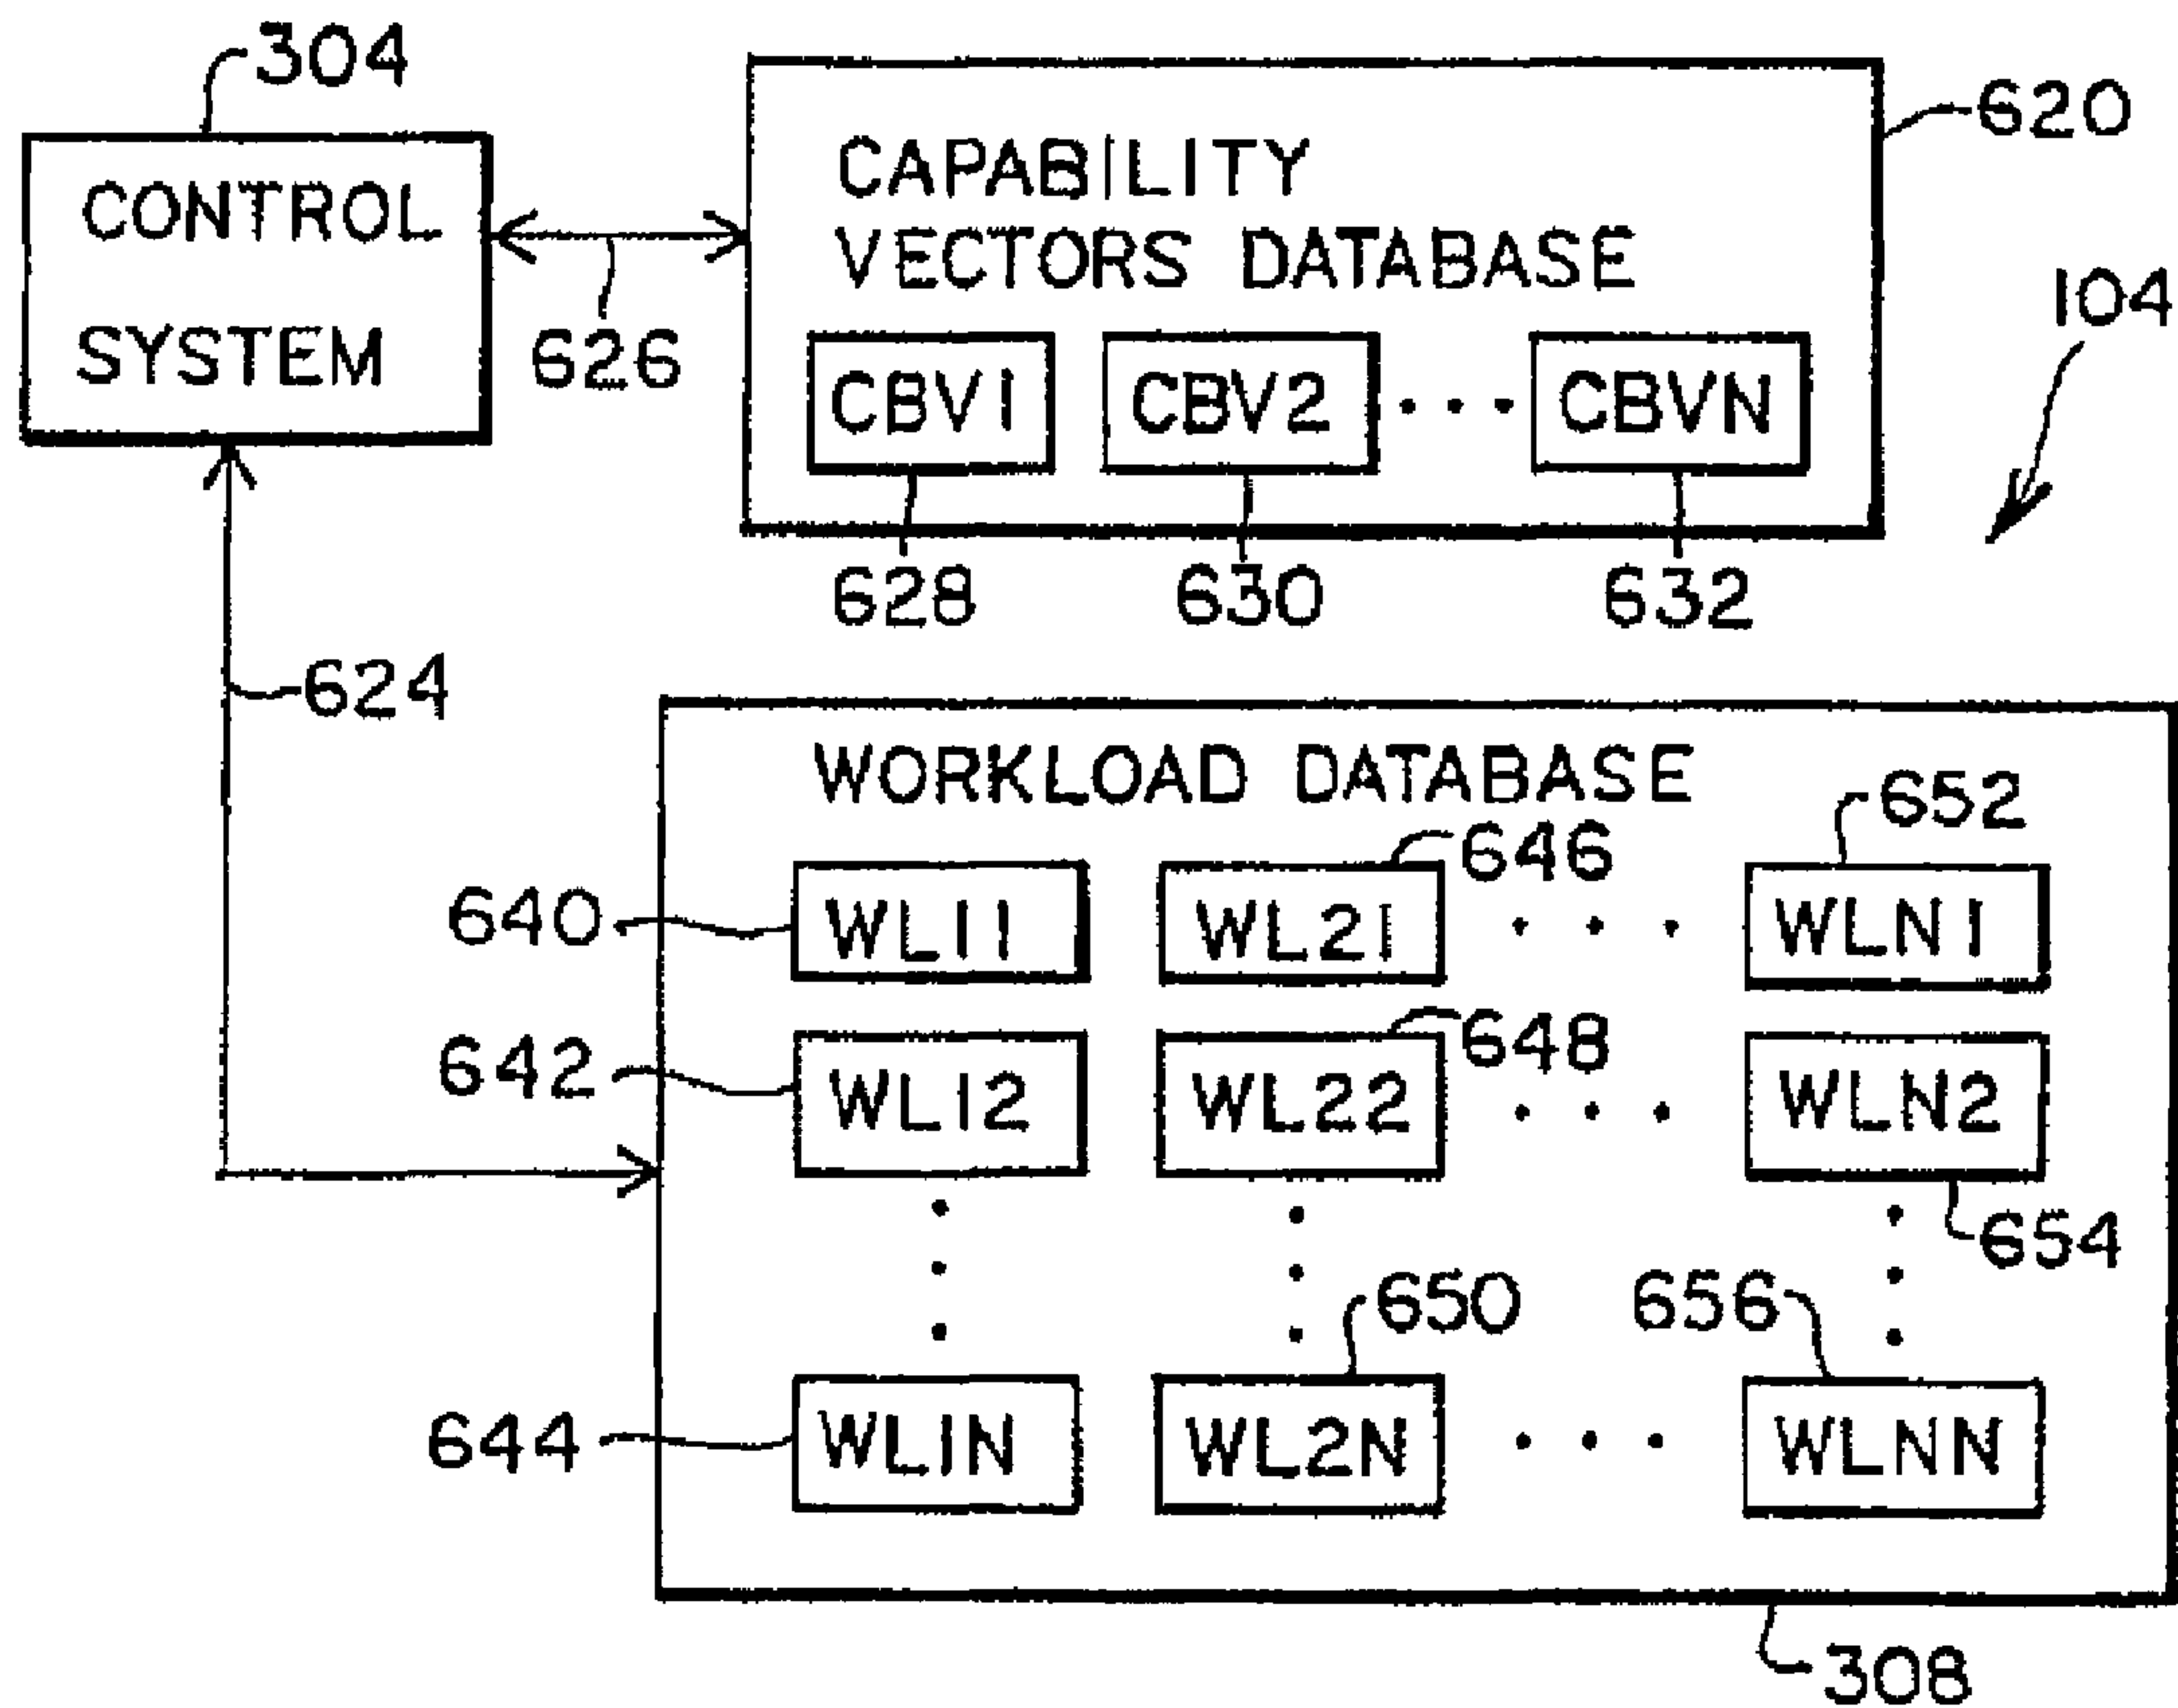 304
CONTROL
SYSTEM
626
CAPABILITY
VECTORS DATABASE
620
104
CBV1 CBV2 ... CBVN
628 630 632
624
WORKLOAD DATABASE
652
646
640 WL11 WL21 . . . WLN1
648
642 WL12 WL22 . . . WLN2
654
650 656
644 WL1N WL2N . . . WLNN
308